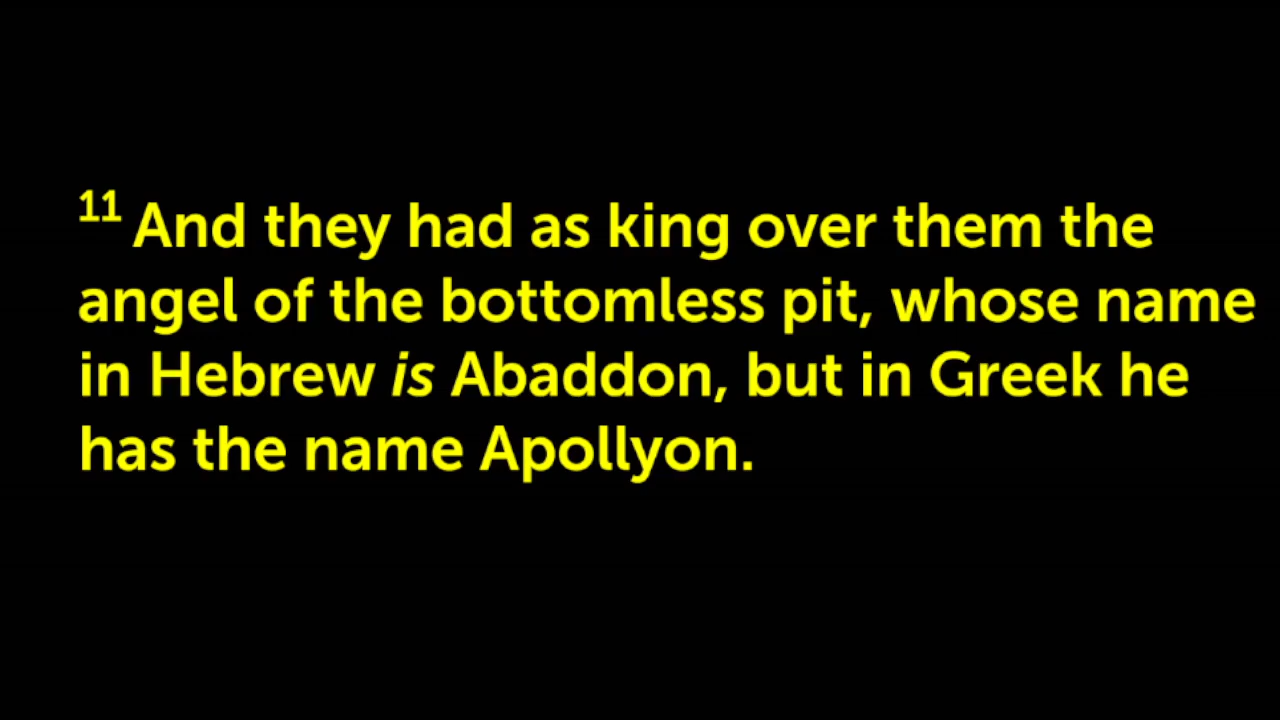 11 And they had as king over them the
angel of the bottomless pit, whose name
in Hebrew is Abaddon, but in Greek he
has the name Apollyon.